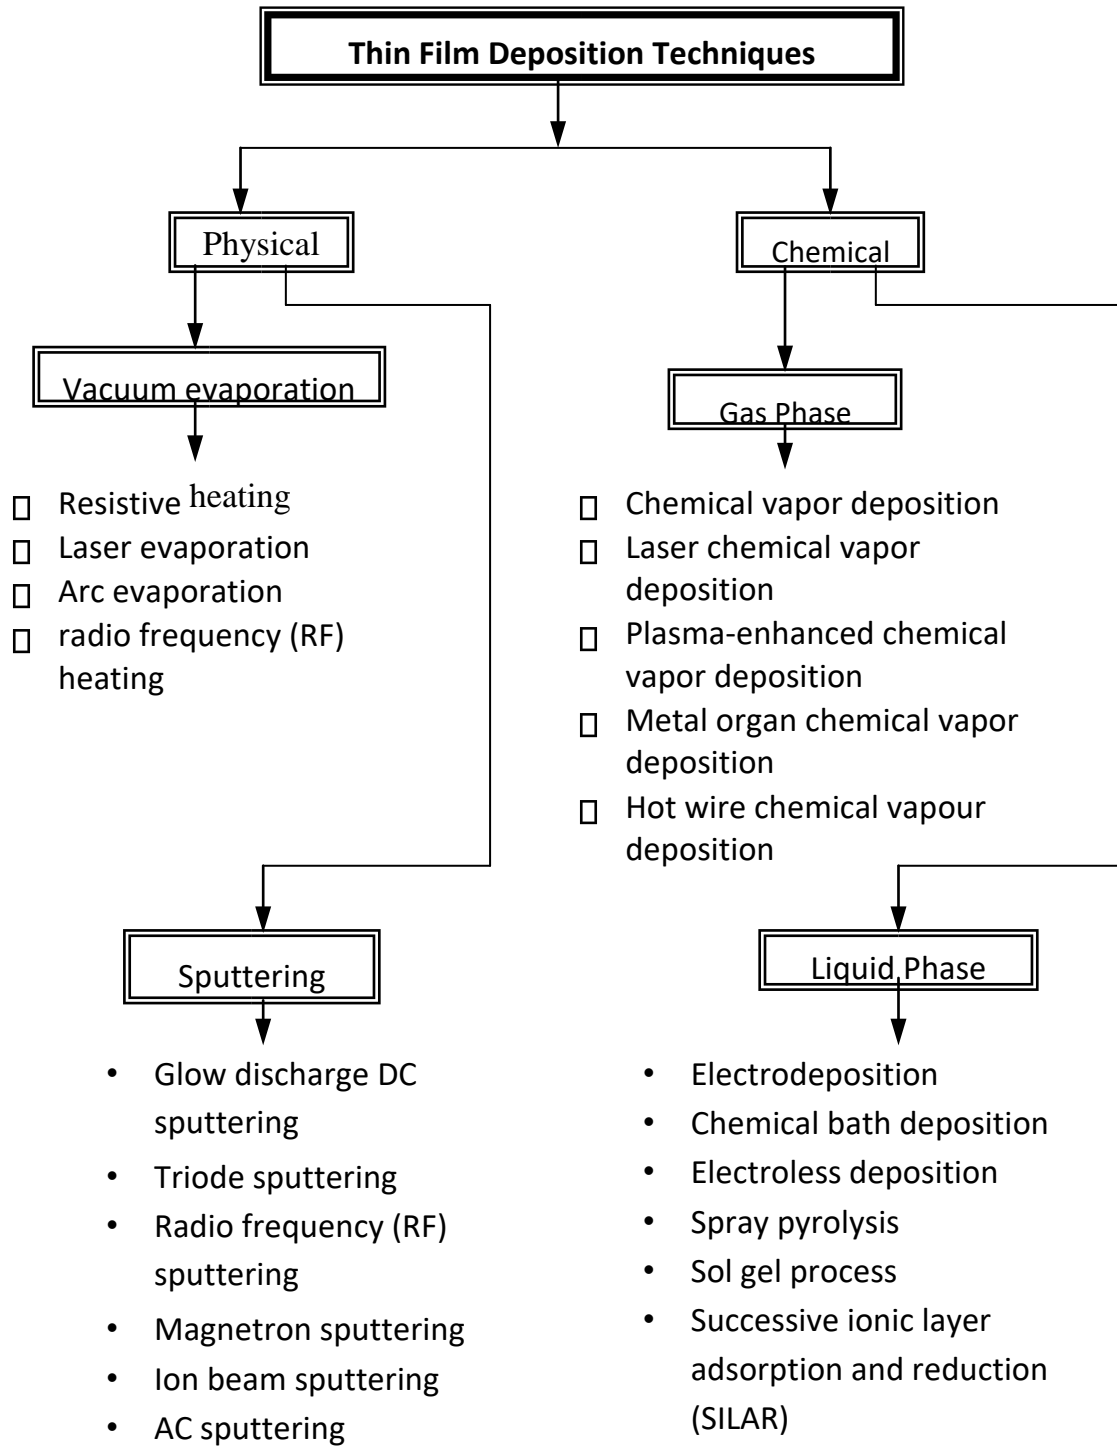 Thin Film Deposition Techniques
Physical
Chemical
Vacuum evaporation
Gas Phase
Resistive heating
Laser evaporation
Arc evaporation
radio frequency (RF)
heating
Chemical vapor deposition
Laser chemical vapor
deposition
Plasma-enhanced chemical
vapor deposition
Metal organ chemical vapor
deposition
Hot wire chemical vapour
deposition
Sputtering
Liquid Phase
• Glow discharge DC
sputtering
• Triode sputtering
• Radio frequency (RF)
sputtering
• Magnetron sputtering
• Ion beam sputtering
• AC sputtering
• Electrodeposition
• Chemical bath deposition
• Electroless deposition
• Spray pyrolysis
• Sol gel process
• Successive ionic layer
adsorption and reduction
(SILAR)